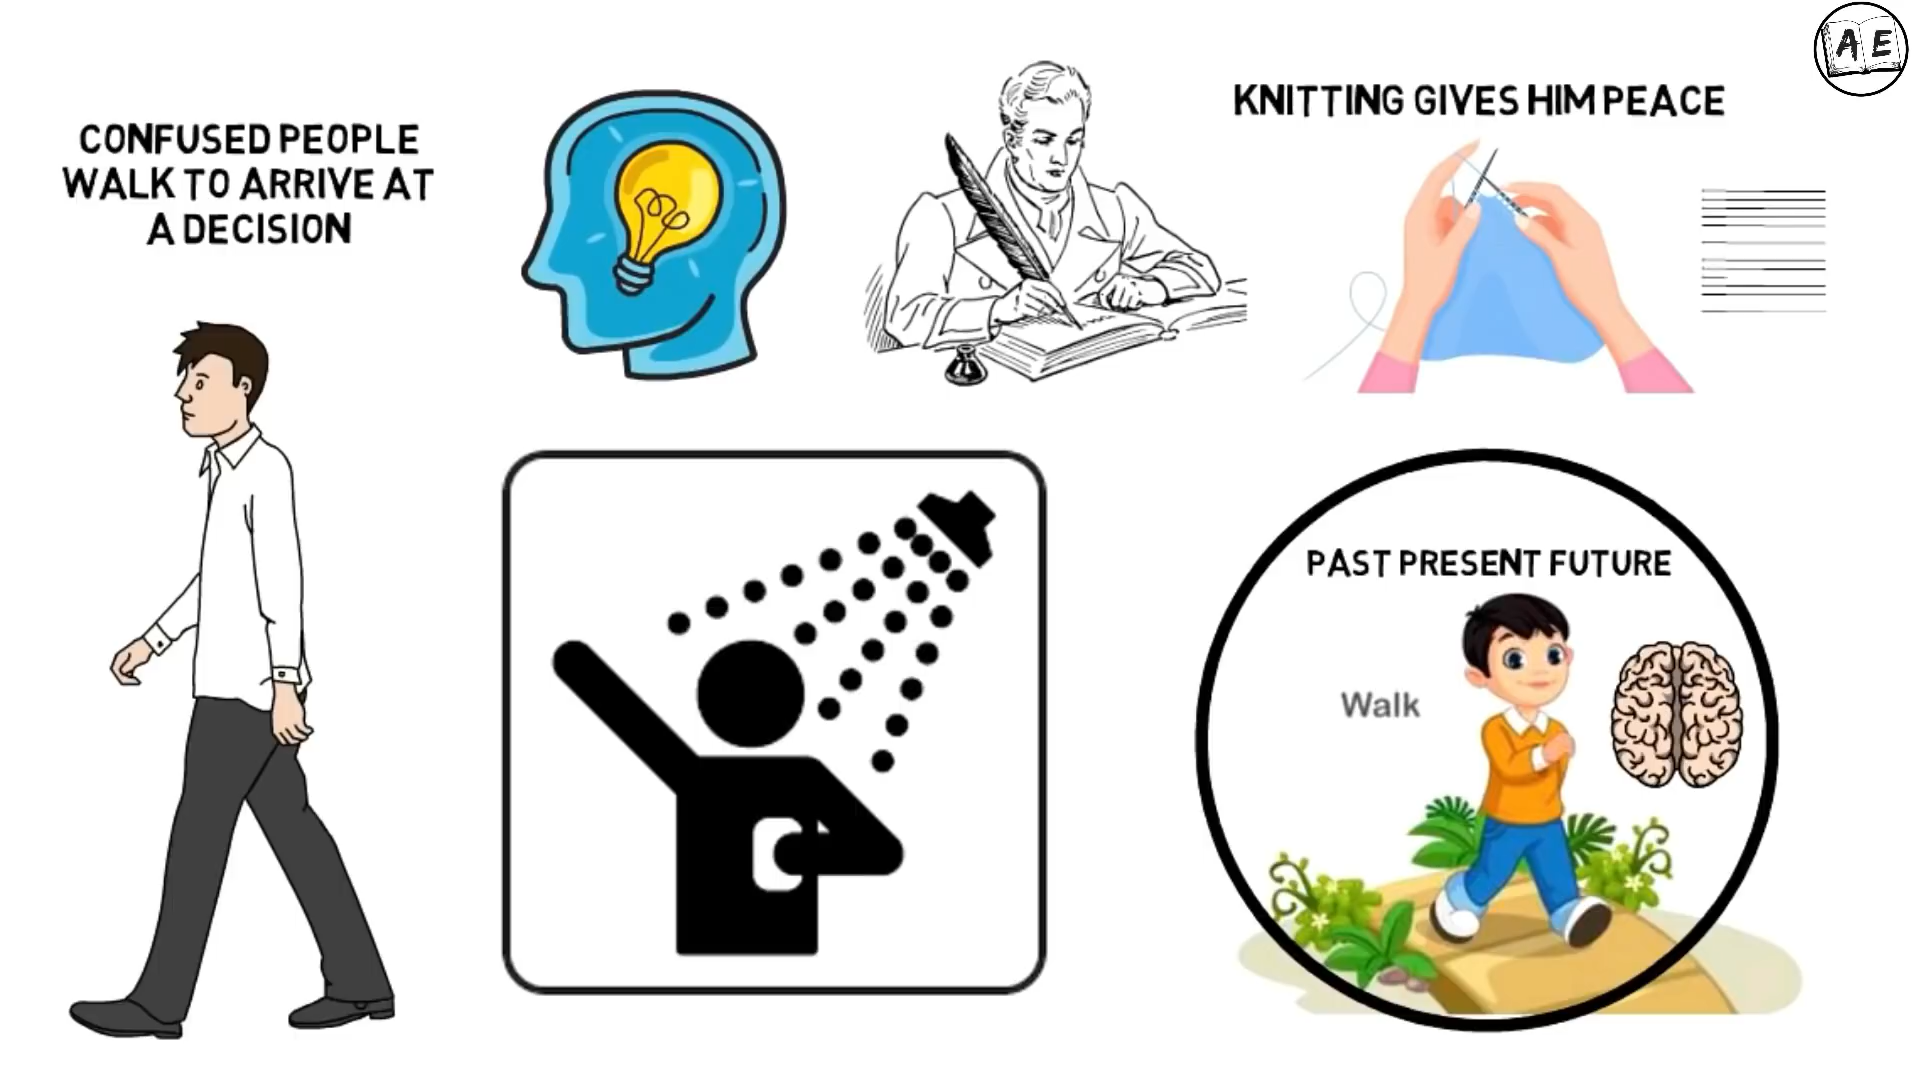 A E
CONFUSED PEOPLE
WALK TO ARRIVE AT
A DECISION
KNITTING GIVES HIM PEACE
PAST PRESENT FUTURE
Walk